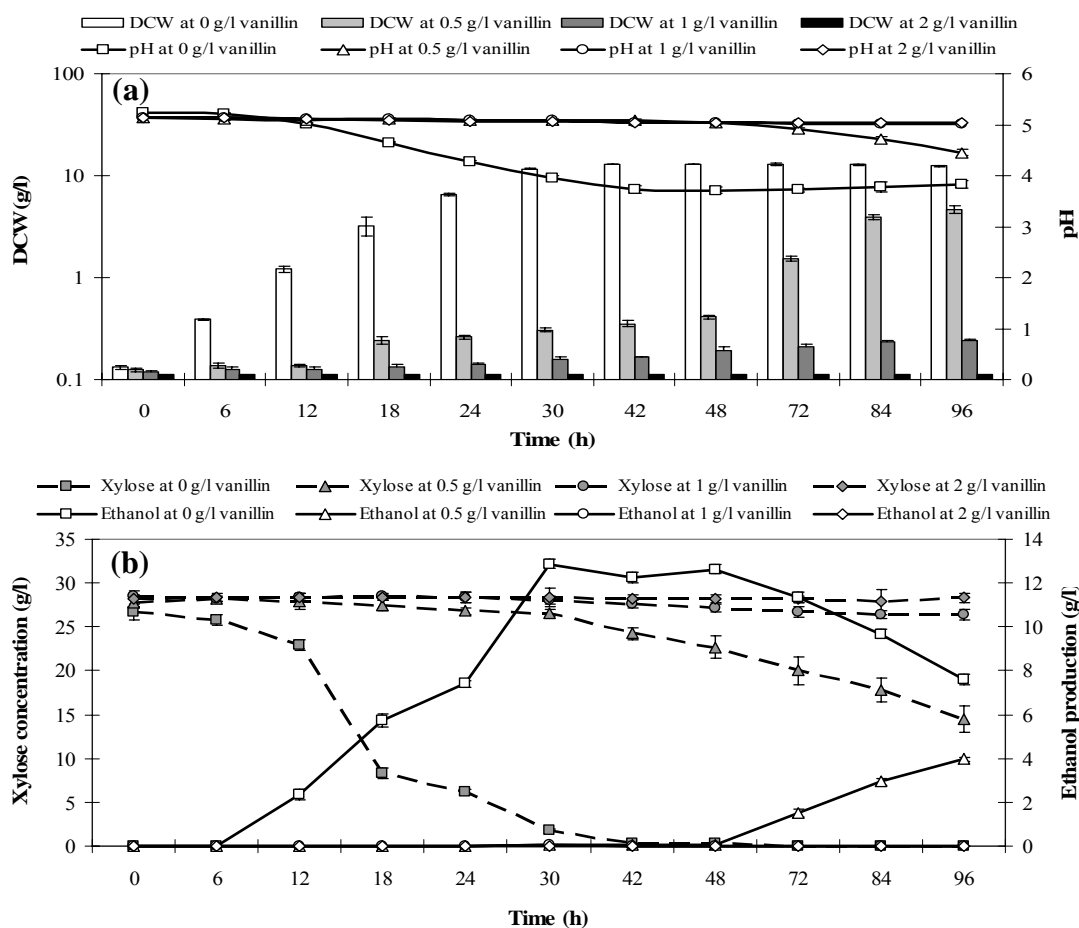 DCW at 0 g/l vanillin DCW at 0.5 g/l vanillin DCW at 1 g/l vanillin DCW at 2 g/l vanillin
pH at 0 g/l vanillin pH at 0.5 g/l vanillin pH at 1 g/l vanillin pH at 2 g/l vanillin
(a)
100
10
1
0.1
DCW (g/l)
6
5
4
3
2
1
0
pH
0 6 12 18 24 30 42 48 72 84 96
Time (h)
Xylose at 0 g/l vanillin Xylose at 0.5 g/l vanillin Xylose at 1 g/l vanillin Xylose at 2 g/l vanillin
Ethanol at 0 g/l vanillin Ethanol at 0.5 g/l vanillin Ethanol at 1 g/l vanillin Ethanol at 2 g/l vanillin
(b)
35
30
25
20
15
10
5
0
Xylose concentration (g/l)
14
12
10
8
6
4
2
0
Ethanol production (g/l)
0 6 12 18 24 30 42 48 72 84 96
Time (h)